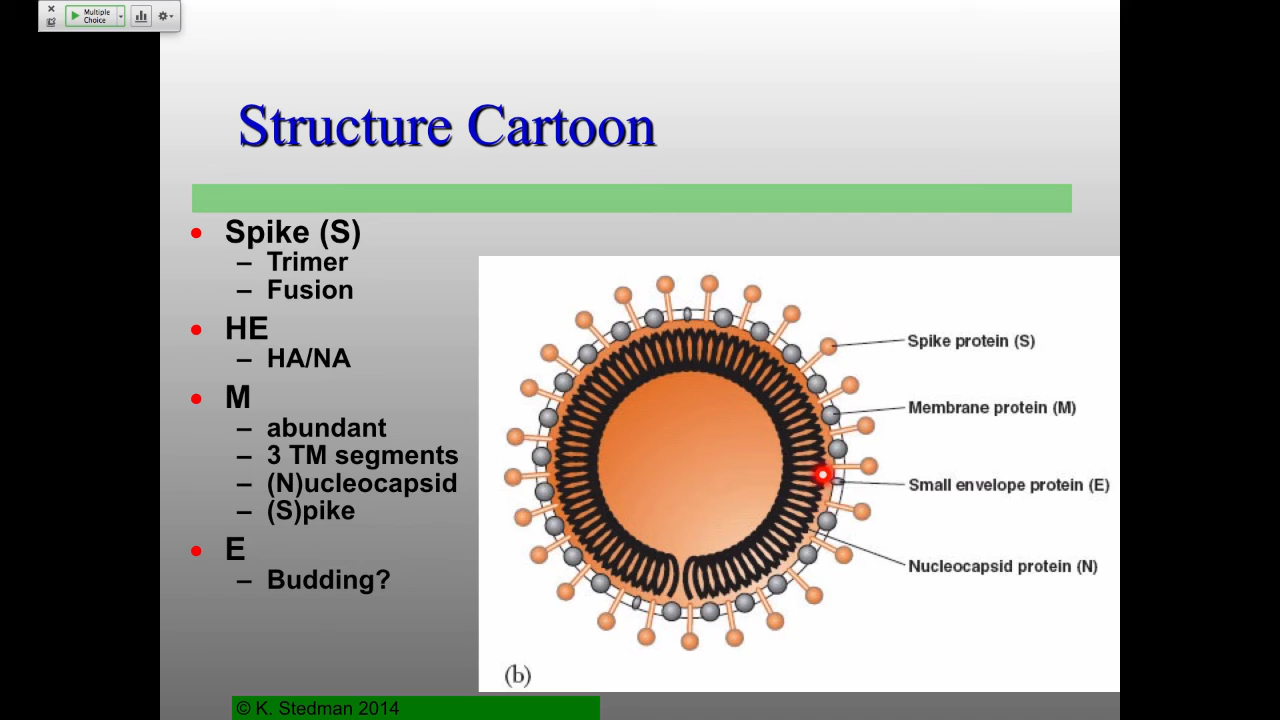 Multiple
Choice
Structure Cartoon
• Spike (S)
– Trimer
– Fusion
• HE
– HA/NA
• M
– abundant
– 3 TM segments
– (N)ucleocapsid
– (S)pike
• E
– Budding?
Spike protein (S)
Membrane protein (M)
Small envelope protein (E)
Nucleocapsid protein (N)
(b)
© K. Stedman 2014